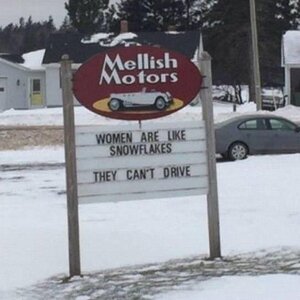 Mellish
Motors
WOMEN ARE LIKE
SNOWFLAKES
THEY CAN'T DRIVE